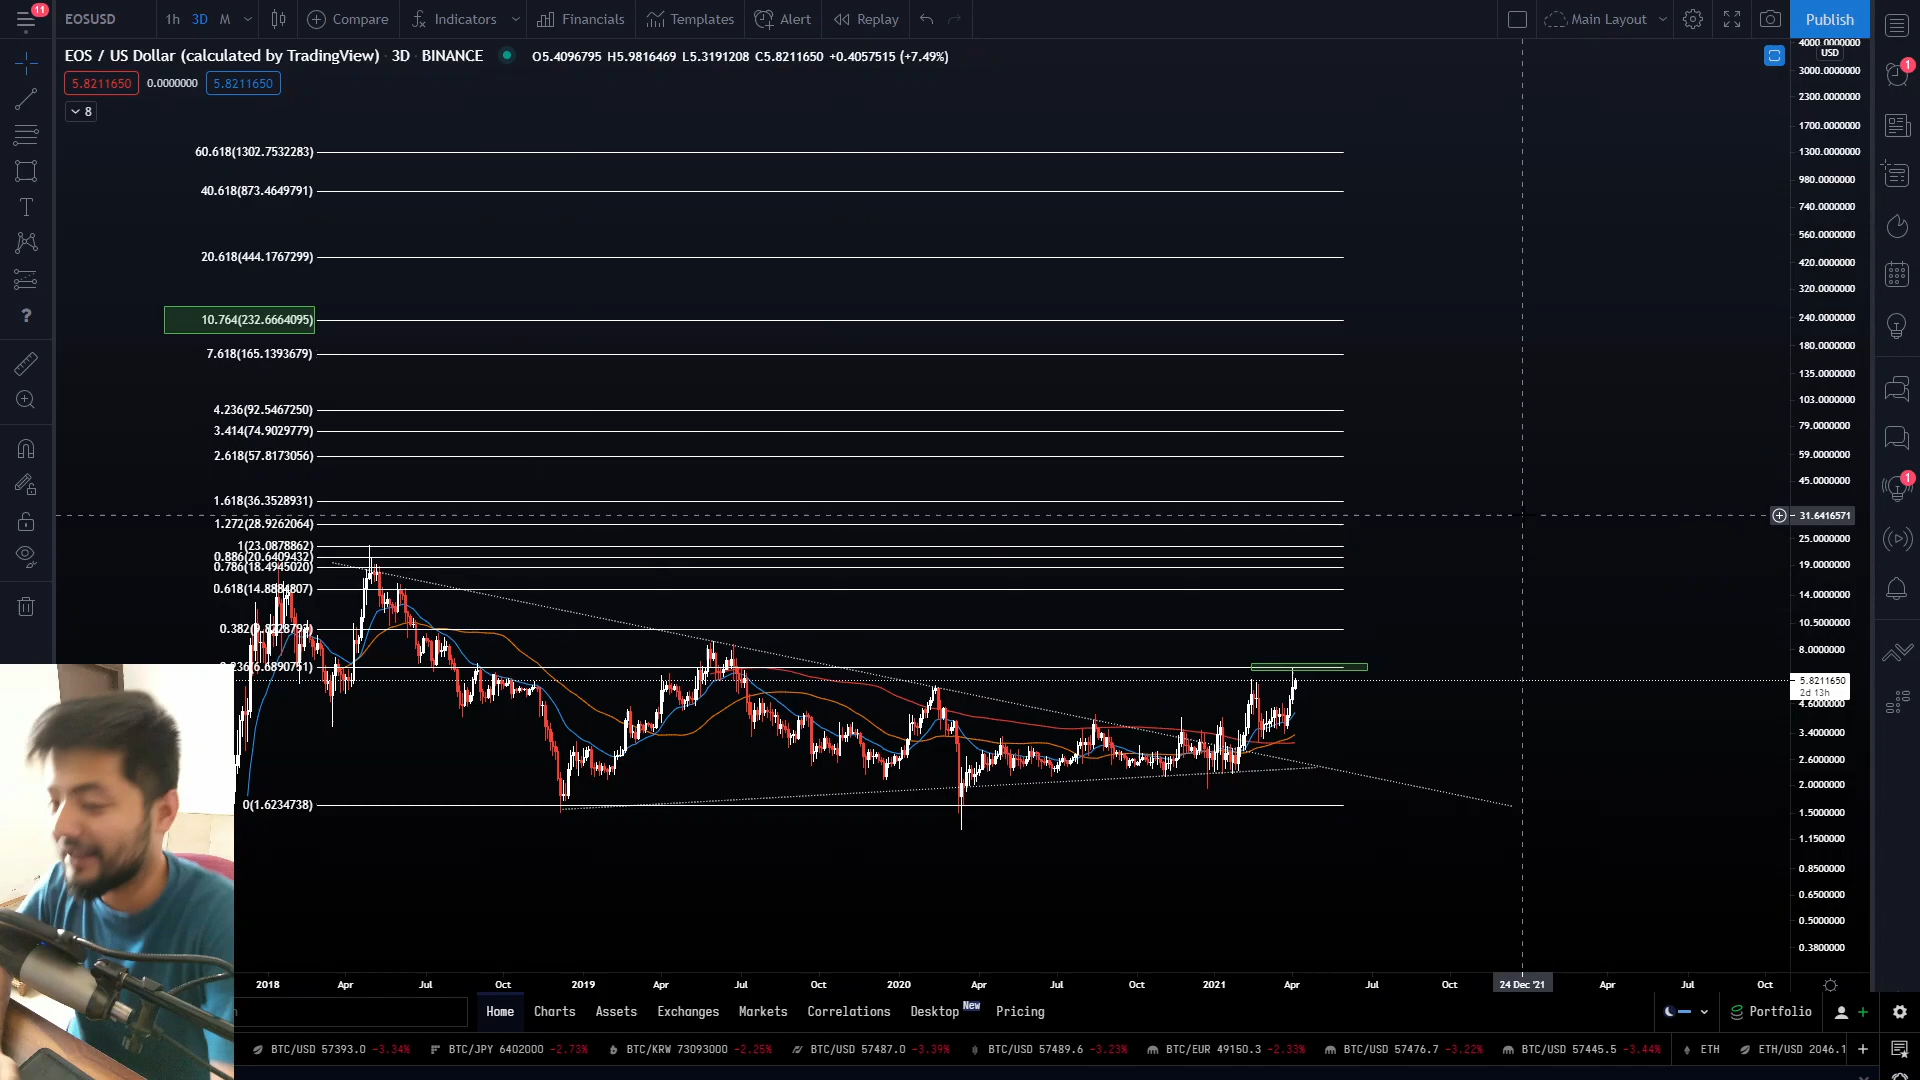 11
EOSUSD
1h 3D M
Compare
Indicators
Financials
Templates
Alert
Replay
Main Layout
Publish
EOS / US Dollar (calculated by TradingView) · 3D · BINANCE
O5.4096795 H5.9816469 L5.3191208 C5.8211650 +0.4057515 (+7.49%)
5.8211650 0.0000000 5.8211650
8
USD
4000.0000000
3000.0000000
2300.0000000
1700.0000000
1300.0000000
980.0000000
740.0000000
560.0000000
420.0000000
320.0000000
240.0000000
180.0000000
135.0000000
103.0000000
79.0000000
59.0000000
45.0000000
31.6416571
25.0000000
19.0000000
14.0000000
10.5000000
8.0000000
5.8211650
2d 13h
4.6000000
3.4000000
2.6000000
2.0000000
1.5000000
1.1500000
0.8500000
0.6500000
0.5000000
0.3800000
60.618(1302.7532283)
40.618(873.4649791)
20.618(444.1767299)
10.764(232.6664095)
7.618(165.1393679)
4.236(92.5467250)
3.414(74.9029779)
2.618(57.8173056)
1.618(36.3528931)
1.272(28.9262064)
1(23.0878862)
0.886(20.6409432)
0.786(18.4945020)
0.618(14.8884807)
0(1.6234738)
2018 Apr Jul Oct 2019 Apr Jul Oct 2020 Apr Jul Oct 2021 Apr Jul Oct 24 Dec '21 Apr Jul Oct
1
1
Home Charts Assets Exchanges Markets Correlations Desktop New Pricing
Portfolio
BTC/USD 57393.0 -3.34% BTC/JPY 6402000 -2.73% BTC/KRW 73093000 -2.25% BTC/USD 57487.0 -3.39% BTC/USD 57489.6 -3.23% BTC/EUR 49150.3 -2.33% BTC/USD 57476.7 -3.22% BTC/USD 57445.5 -3.44% ETH ETH/USD 2046.1